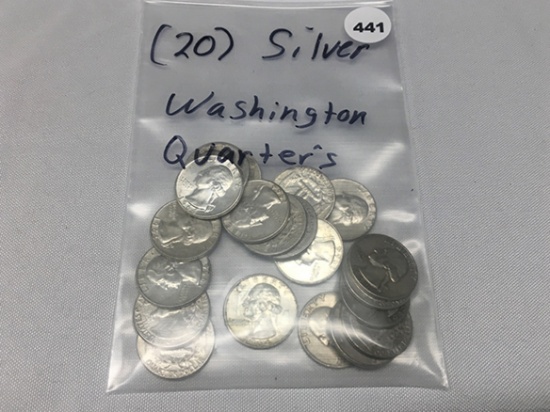 441
(20) Silver
Washington
Quarter's